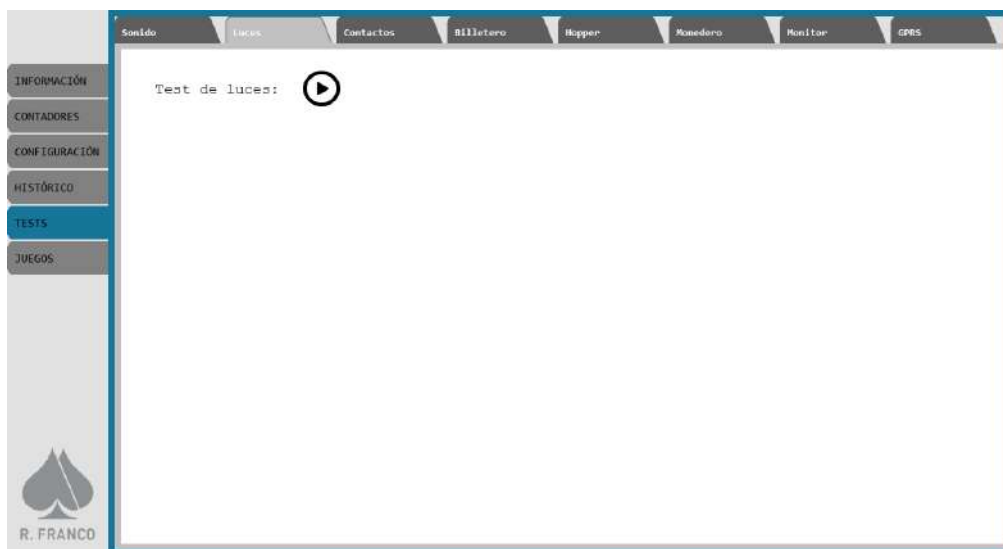 Sonido Luces Contactos Billetero Hopper Monedero Monitor GPRS
INFORMACIÓN
CONTADORES
CONFIGURACIÓN
HISTÓRICO
TESTS
JUEGOS
Test de luces:
R. FRANCO